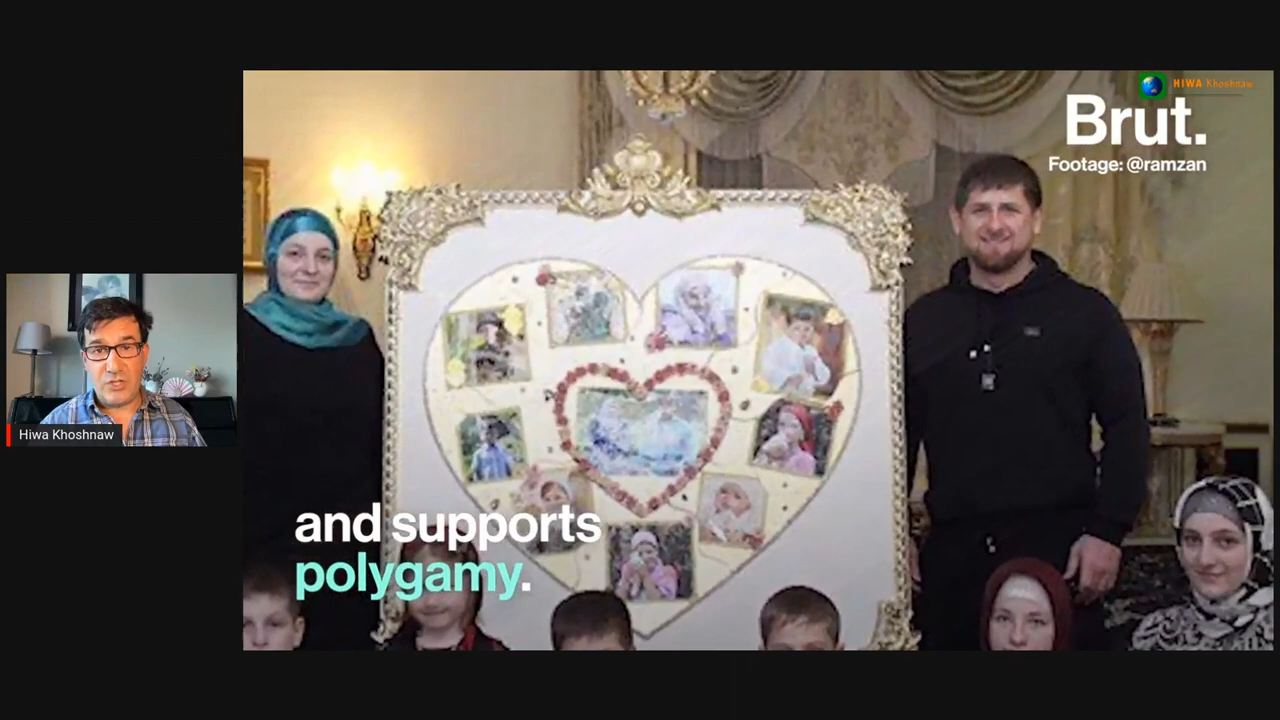 HIWA Khoshnaw
Brut.
Footage: @ramzan
Hiwa Khoshnaw
and supports
polygamy.